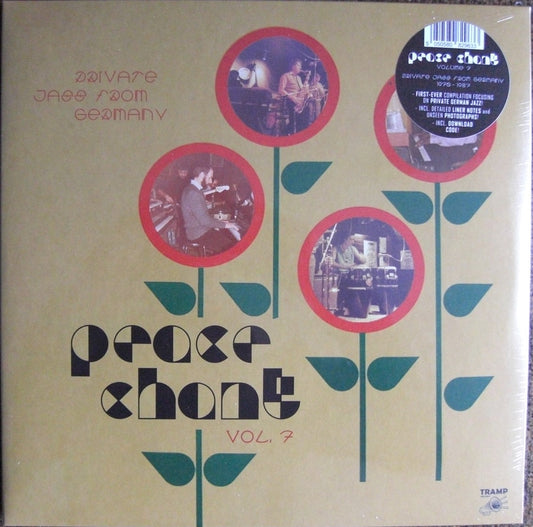 PRIVATE
JAZZ FROM
GERMANY
peace chant
VOLUME 7
PRIVATE JAZZ FROM GERMANY
1975 - 1987
- FIRST-EVER COMPILATION FOCUSING
ON PRIVATE GERMAN JAZZ!
- INCL. DETAILED LINER NOTES and
UNSEEN PHOTOGRAPHS!
- INCL. DOWNLOAD
CODE!
peace
chant
VOL. 7
TRAMP